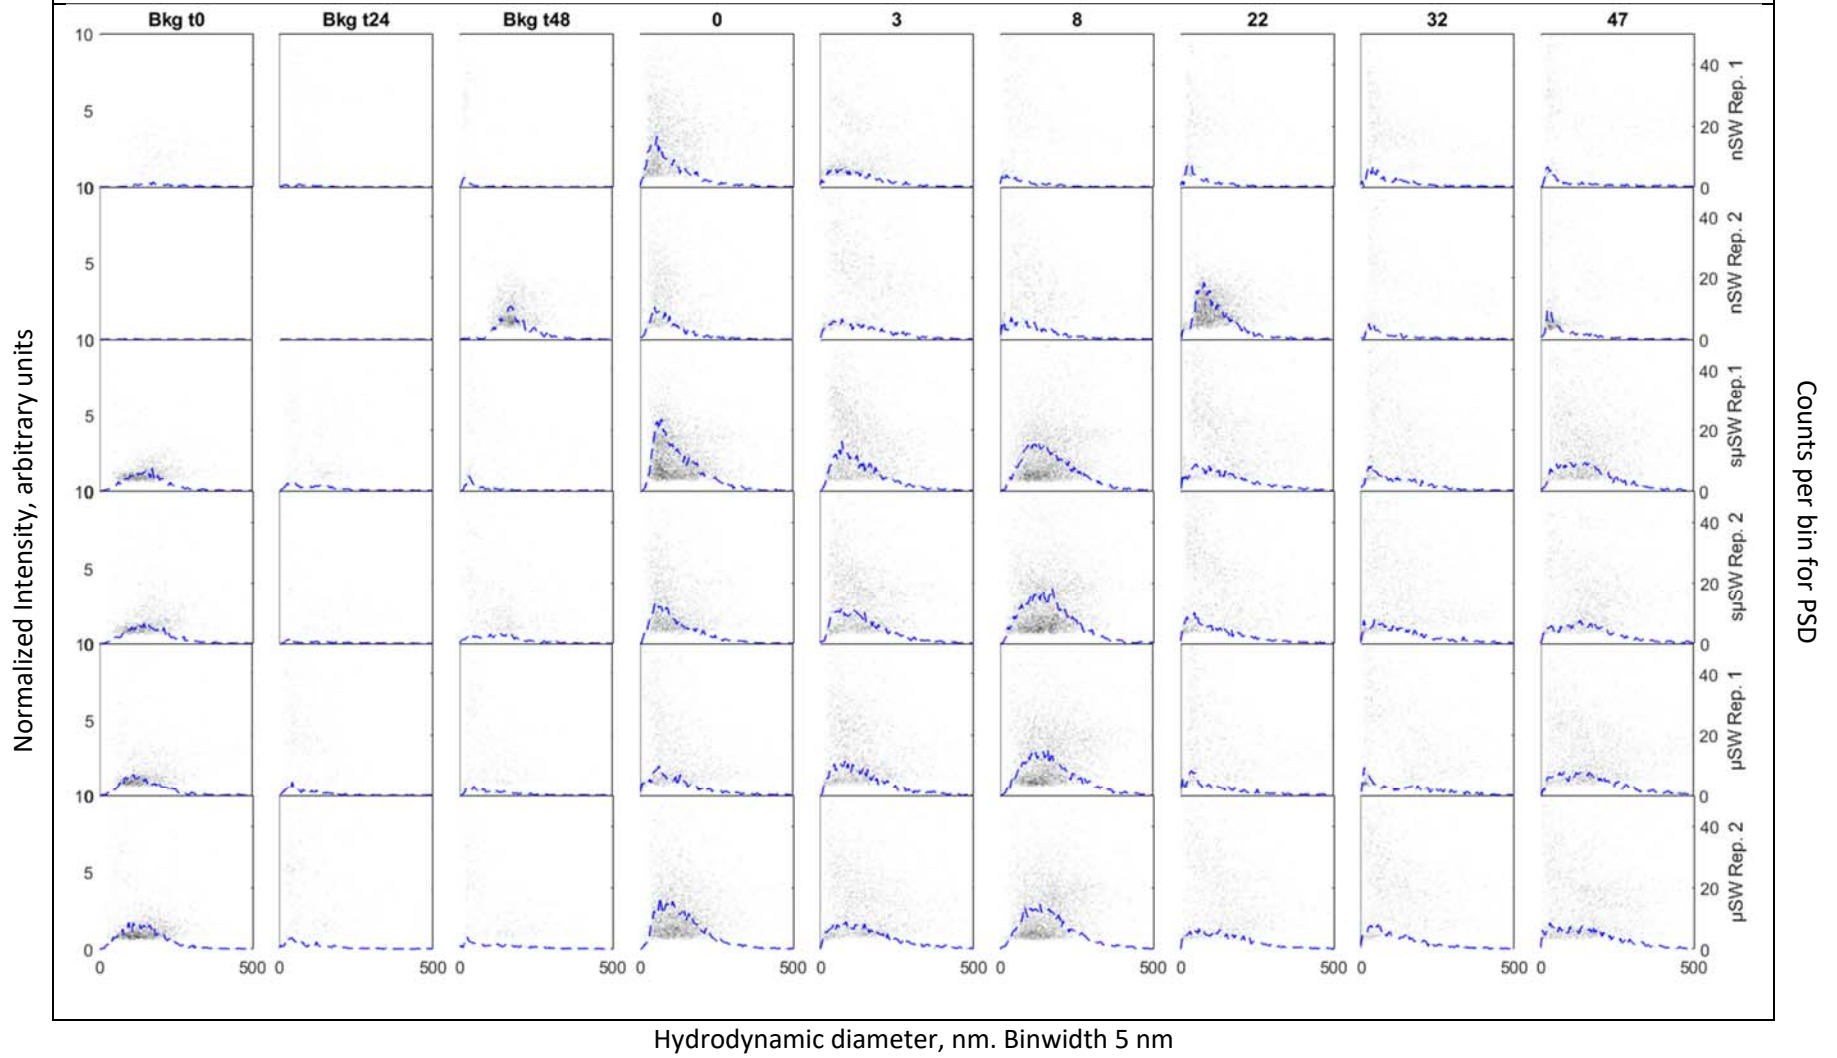 Bkg t0 Bkg t24 Bkg t48 0 3 8 22 32 47
10 5 40 20 nSW Rep. 1
10 0
5 40 20 nSW Rep. 2
10 0
5 40 20 sµSW Rep.1
10 0
5 40 20 sµSW Rep. 2
10 0
5 40 20 µSW Rep. 1
10 0
5 40 20 µSW Rep. 2
0 0
0 500 0 500 0 500 0 500 0 500 0 500 0 500 0 500 0 500
Normalized Intensity, arbitrary units
Counts per bin for PSD
Hydrodynamic diameter, nm. Binwidth 5 nm